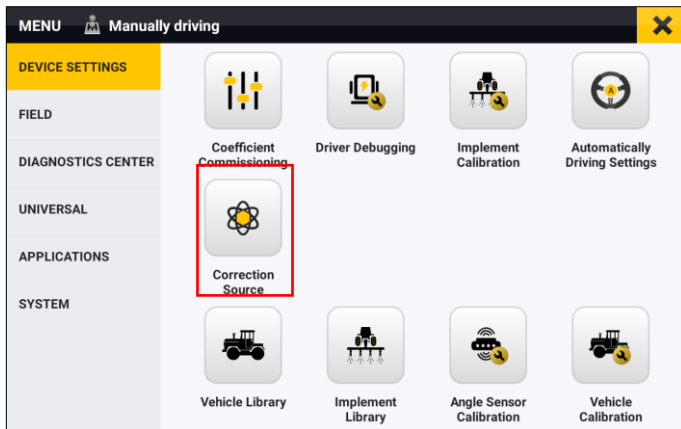 MENU Manually driving
DEVICE SETTINGS
FIELD
DIAGNOSTICS CENTER
UNIVERSAL
APPLICATIONS
SYSTEM
Coefficient
Commissioning
Driver Debugging
Implement
Calibration
A
Automatically
Driving Settings
Correction
Source
Vehicle Library
Implement
Library
Angle Sensor
Calibration
Vehicle
Calibration